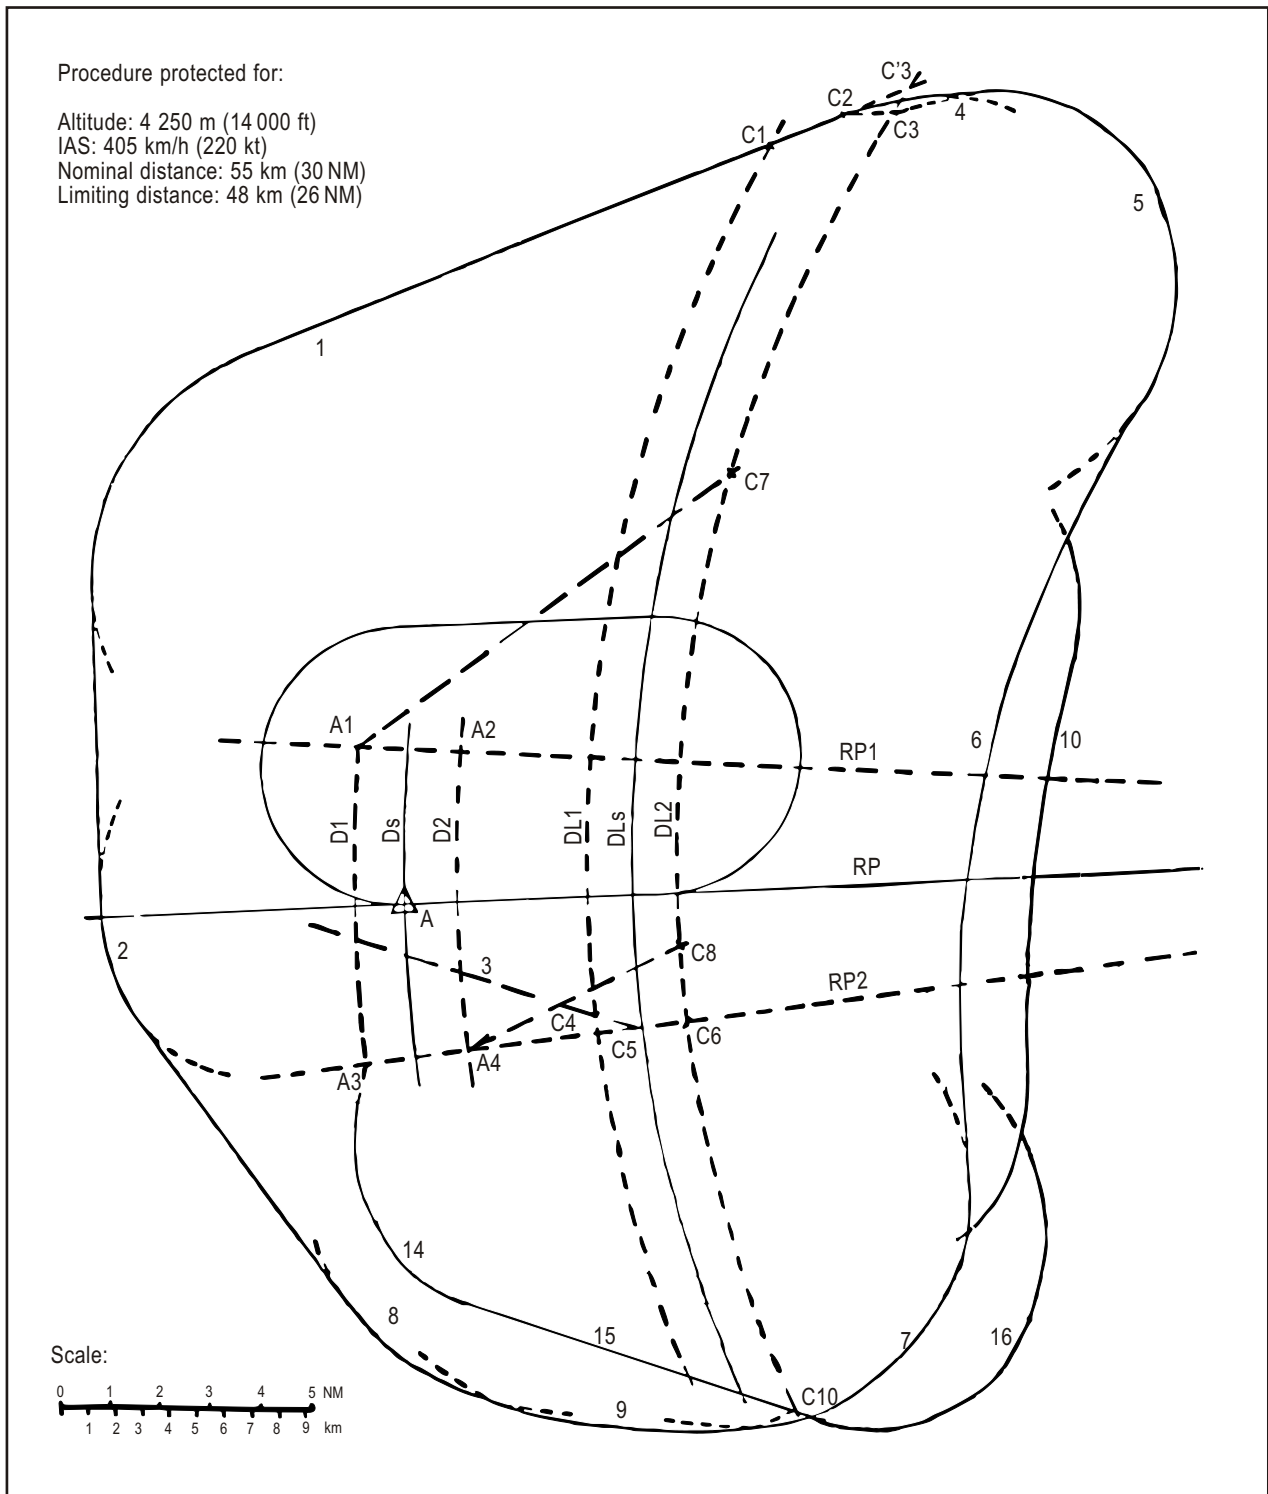 Procedure protected for:
Altitude: 4 250 m (14 000 ft)
IAS: 405 km/h (220 kt)
Nominal distance: 55 km (30 NM)
Limiting distance: 48 km (26 NM)
C'3
C2
C1
C3
4
5
1
C7
A1
A2
RP1
6
10
D1
Ds
D2
DL1
DLs
DL2
RP
A
2
3
C8
RP2
C4
C5
C6
A4
A3
14
8
15
7
16
C10
9
Scale:
0 1 2 3 4 5 NM
1 2 3 4 5 6 7 8 9 km